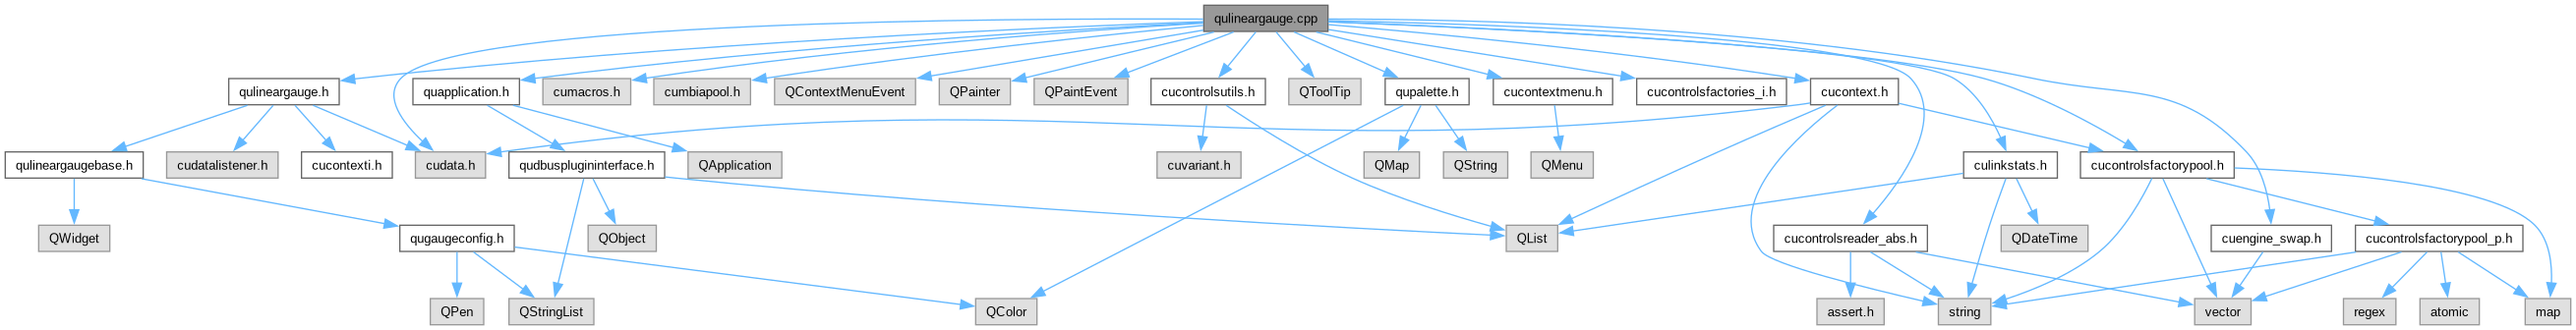 qulineargauge.cpp
qulineargauge.h
quapplication.h
cumacros.h
cumbiapool.h
QContextMenuEvent
QPainter
QPaintEvent
cucontrolsutils.h
QToolTip
qupalette.h
cucontextmenu.h
cucontrolsfactories_i.h
cucontext.h
qulineargaugebase.h
cudatalistener.h
cucontexti.h
cudata.h
qudbusplugininterface.h
QApplication
cuvariant.h
QMap
QString
QMenu
culinkstats.h
cucontrolsfactorypool.h
QWidget
qugaugeconfig.h
QObject
QList
cucontrolsreader_abs.h
QDateTime
cuengine_swap.h
cucontrolsfactorypool_p.h
QPen
QStringList
QColor
assert.h
string
vector
regex
atomic
map